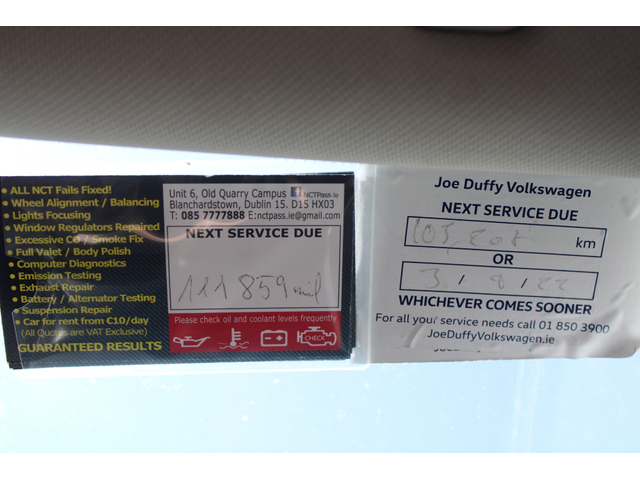 • ALL NCT Fails Fixed!
• Wheel Alignment / Balancing
• Lights Focusing
• Window Regulators Repaired
• Excessive CO / Smoke Fix
• Full Valet / Body Polish
• Computer Diagnostics
• Emission Testing
• Exhaust Repair
• Battery / Alternator Testing
• Suspension Repair
• Car for rent from €10/day
(All Quotes are VAT Exclusive)
GUARANTEED RESULTS
Unit 6, Old Quarry Campus f NCTPass.ie
Blanchardstown, Dublin 15. D15 HX03
T: 085 7777888 E:nctpass.ie@gmail.com
NEXT SERVICE DUE
111 859 mil
Please check oil and coolant levels frequently
CHECK
Joe Duffy Volkswagen
NEXT SERVICE DUE
km
OR
3 / 8 / 22
WHICHEVER COMES SOONER
For all your service needs call 01 850 3900
JoeDuffyVolkswagen.ie